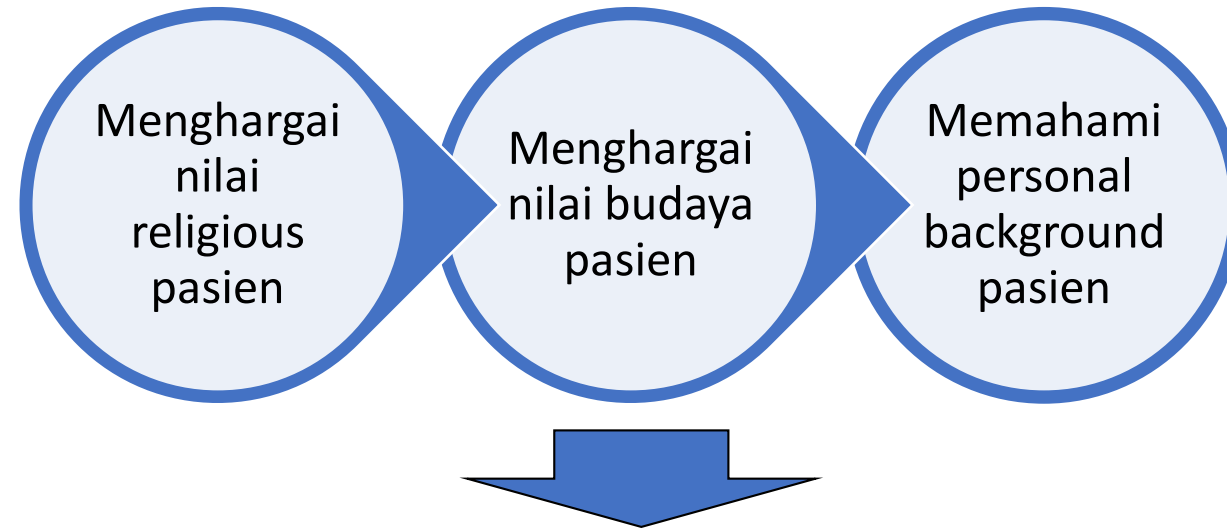 Menghargai
nilai
religious
pasien
Menghargai
nilai budaya
pasien
Memahami
personal
background
pasien